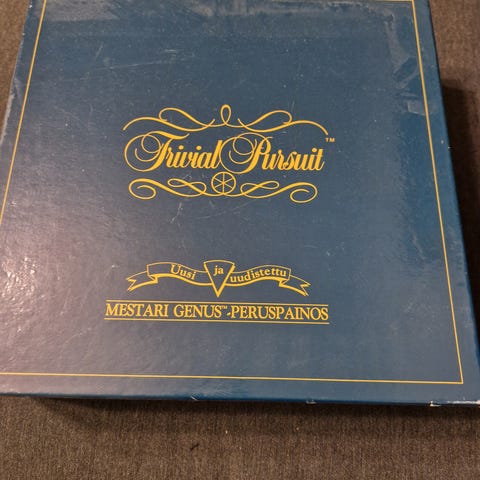 Trivial Pursuit™
Uusi ja uudistettu
MESTARI GENUS™-PERUSPAINOS